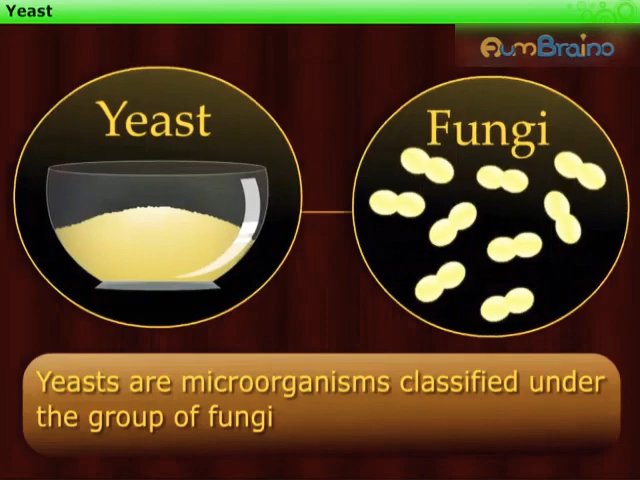 Yeast
AumBraino
Yeast
Fungi
Yeasts are microorganisms classified under
the group of fungi